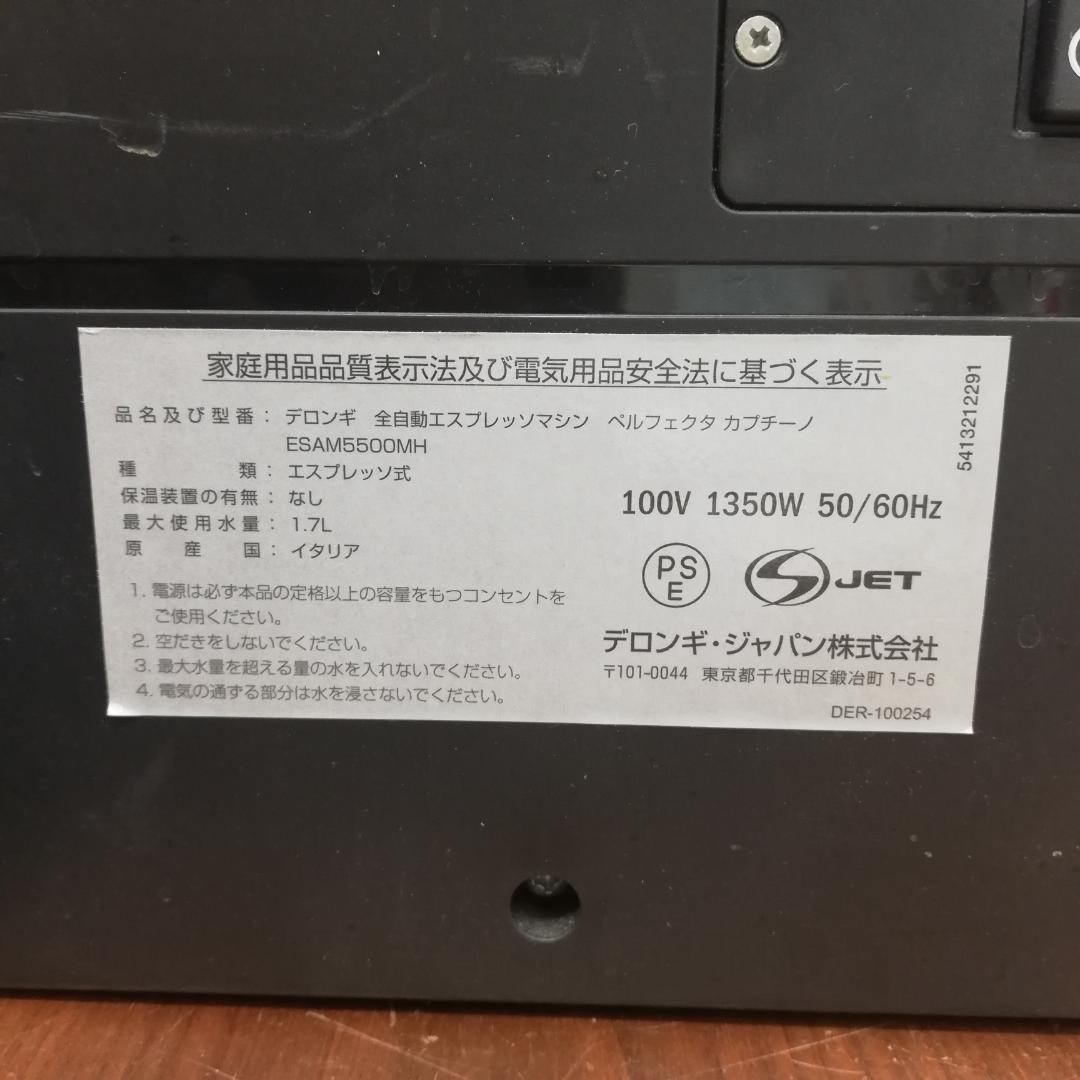 家庭用品品質表示法及び電気用品安全法に基づく表示
品名及び型番： デロンギ 全自動エスプレッソマシン ペルフェクタ カプチーノ
ESAM5500MH
種類： エスプレッソ式
保温装置の有無： なし
最大使用水量： 1.7L
原産国： イタリア
1. 電源は必ず本品の定格以上の容量をもつコンセントを
ご使用ください。
2. 空だきをしないでください。
3. 最大水量を超える量の水を入れないでください。
4. 電気の通ずる部分は水を浸さないでください。
5413212291
100V 1350W 50/60Hz
PS
E
S JET
デロンギ・ジャパン株式会社
〒101-0044 東京都千代田区鍛冶町1-5-6
DER-100254